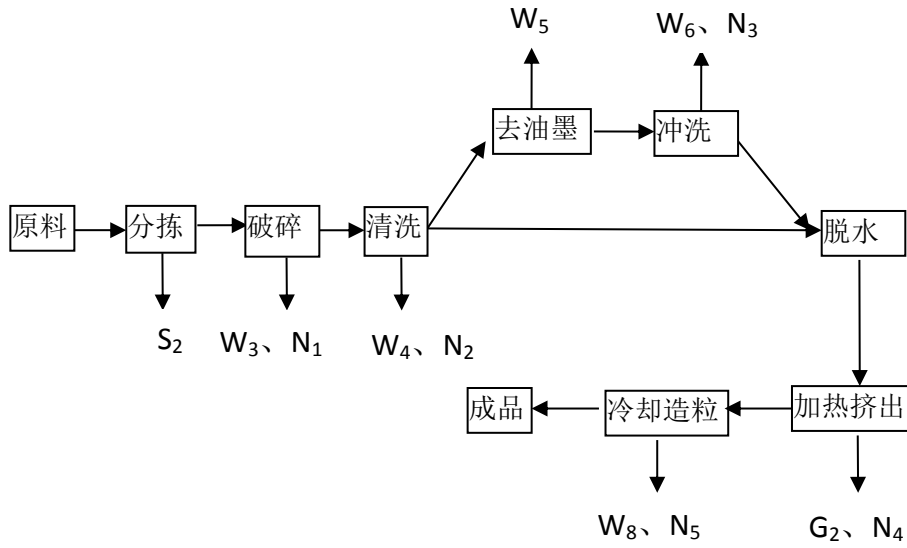 W₅
W₆、N₃
去油墨
冲洗
原料
分拣
破碎
清洗
脱水
S₂
W₃、N₁
W₄、N₂
成品
冷却造粒
加热挤出
W₈、N₅
G₂、N₄